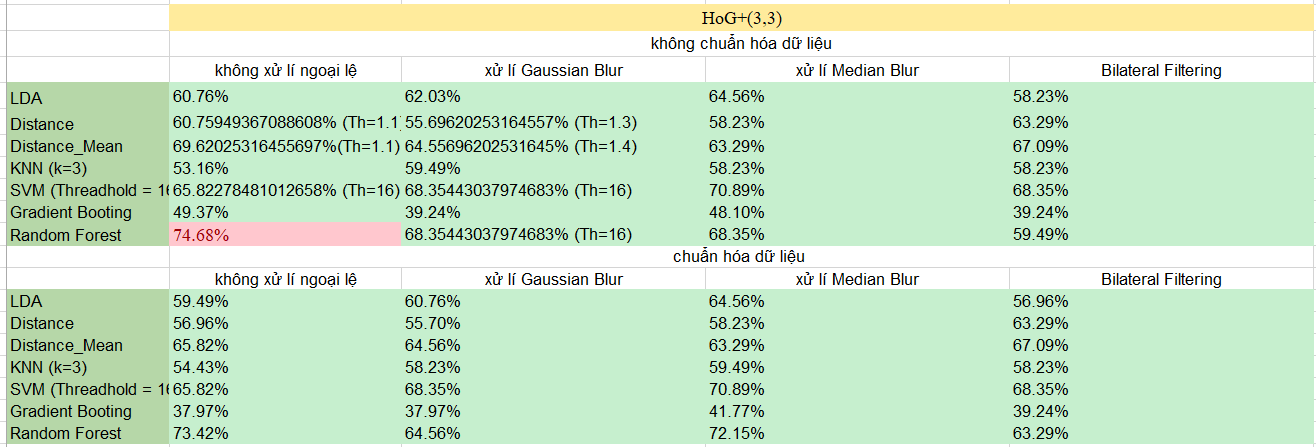 HoG+(3,3)
không chuẩn hóa dữ liệu
không xử lí ngoại lệ xử lí Gaussian Blur xử lí Median Blur Bilateral Filtering
LDA 60.76% 62.03% 64.56% 58.23%
Distance 60.75949367088608% (Th=1.1) 55.69620253164557% (Th=1.3) 58.23% 63.29%
Distance_Mean 69.62025316455697%(Th=1.1) 64.55696202531645% (Th=1.4) 63.29% 67.09%
KNN (k=3) 53.16% 59.49% 58.23% 58.23%
SVM (Threadhold = 16 65.82278481012658% (Th=16) 68.35443037974683% (Th=16) 70.89% 68.35%
Gradient Booting 49.37% 39.24% 48.10% 39.24%
Random Forest 74.68% 68.35443037974683% (Th=16) 68.35% 59.49%
chuẩn hóa dữ liệu
không xử lí ngoại lệ xử lí Gaussian Blur xử lí Median Blur Bilateral Filtering
LDA 59.49% 60.76% 64.56% 56.96%
Distance 56.96% 55.70% 58.23% 63.29%
Distance_Mean 65.82% 64.56% 63.29% 67.09%
KNN (k=3) 54.43% 58.23% 59.49% 58.23%
SVM (Threadhold = 16 65.82% 68.35% 70.89% 68.35%
Gradient Booting 37.97% 37.97% 41.77% 39.24%
Random Forest 73.42% 64.56% 72.15% 63.29%